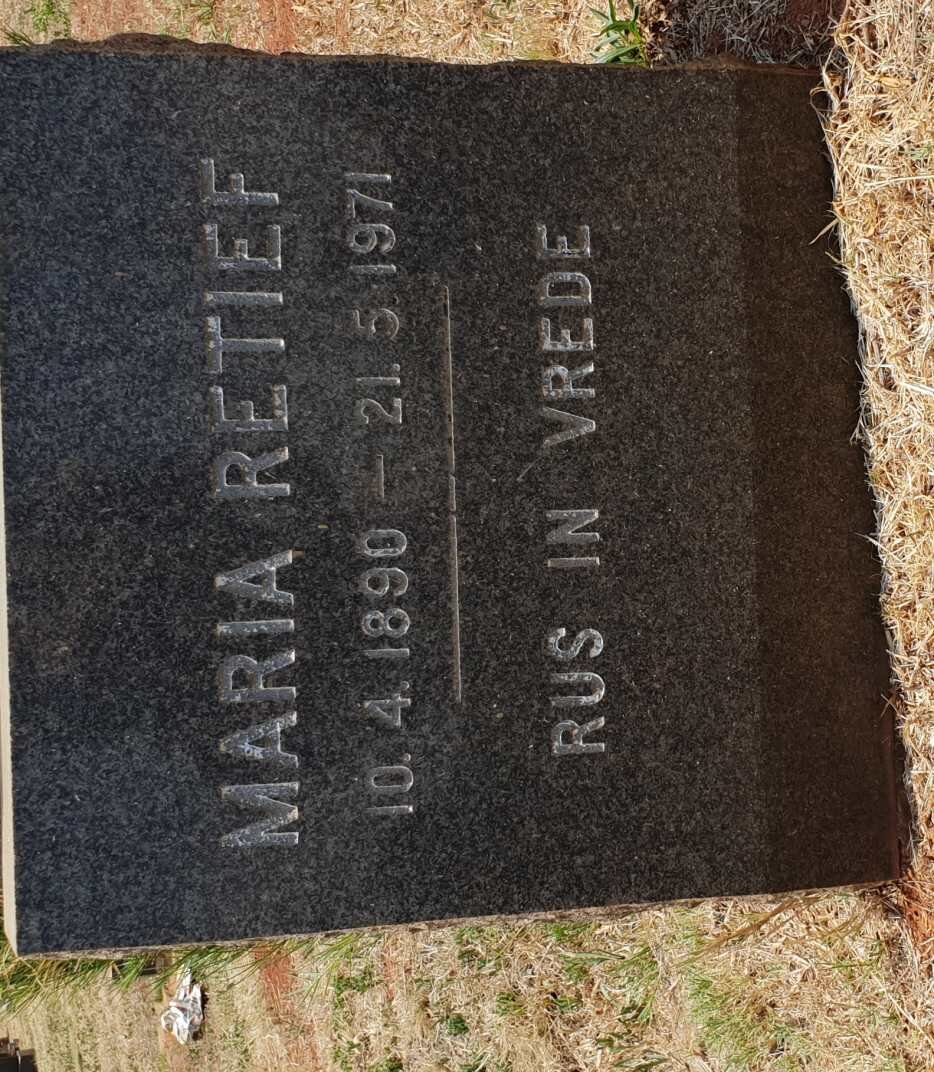 MARIA RETIEF
10. 4. 1890 — 21. 5. 1971
RUS IN VREDE